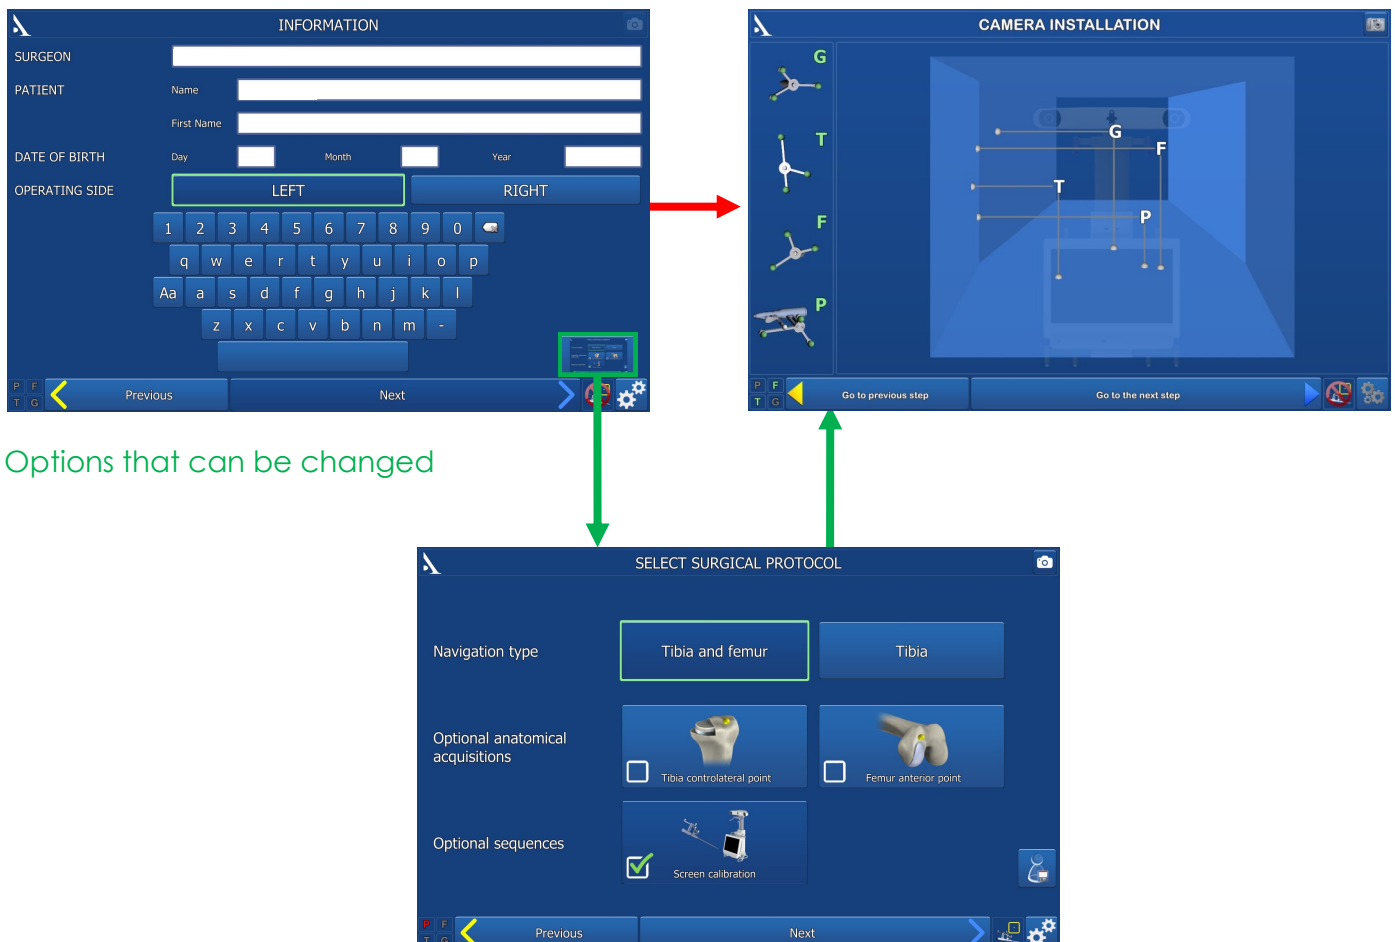 INFORMATION
SURGEON
PATIENT Name
First Name
DATE OF BIRTH Day Month Year
OPERATING SIDE LEFT RIGHT
1 2 3 4 5 6 7 8 9 0
q w e r t y u i o p
Aa a s d f g h j k l
z x c v b n m -
P F
T G
Previous Next
CAMERA INSTALLATION
G
T
F
P
G
F
T
P
P F
T G
Go to previous step Go to the next step
Options that can be changed
SELECT SURGICAL PROTOCOL
Navigation type Tibia and femur Tibia
Optional anatomical
acquisitions
Tibia controlateral point Femur anterior point
Optional sequences
Screen calibration
P F
T G
Previous Next